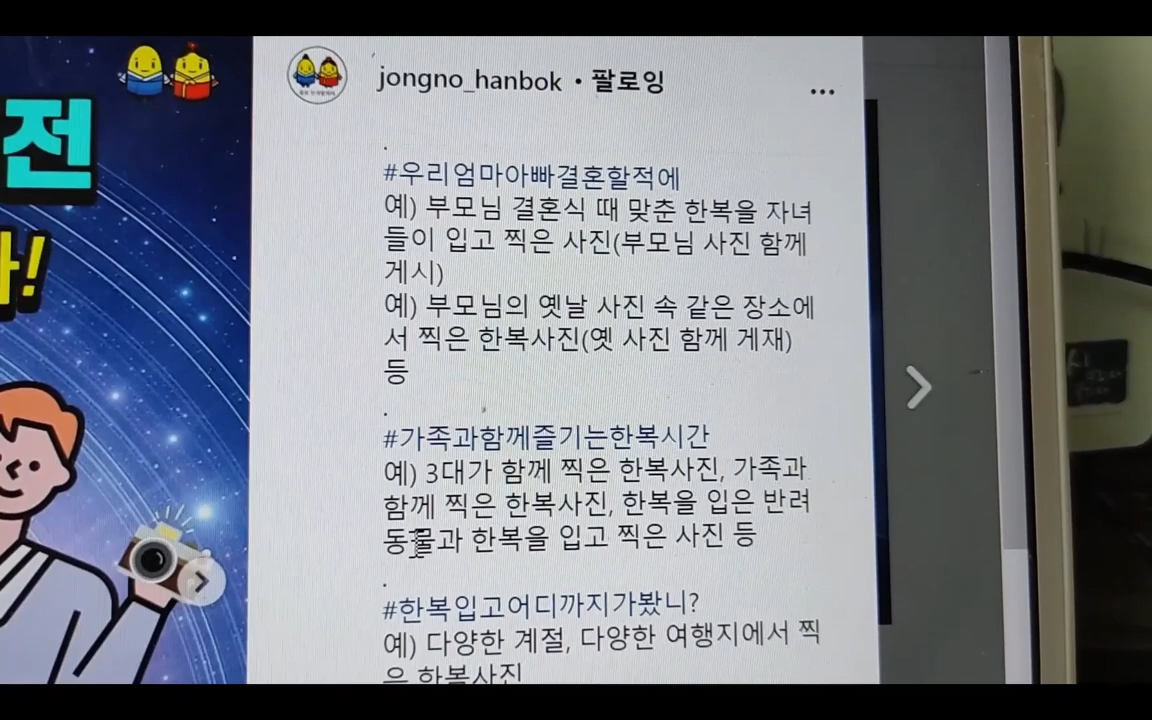 전
!
jongno_hanbok • 팔로잉
#우리엄마아빠결혼할적에
예) 부모님 결혼식 때 맞춘 한복을 자녀
들이 입고 찍은 사진(부모님 사진 함께
게시)
예) 부모님의 옛날 사진 속 같은 장소에
서 찍은 한복사진(옛 사진 함께 게재)
등
.
#가족과함께즐기는한복시간
예) 3대가 함께 찍은 한복사진, 가족과
함께 찍은 한복사진, 한복을 입은 반려
동물과 한복을 입고 찍은 사진 등
.
#한복입고어디까지가봤니?
예) 다양한 계절, 다양한 여행지에서 찍
은 한복사진